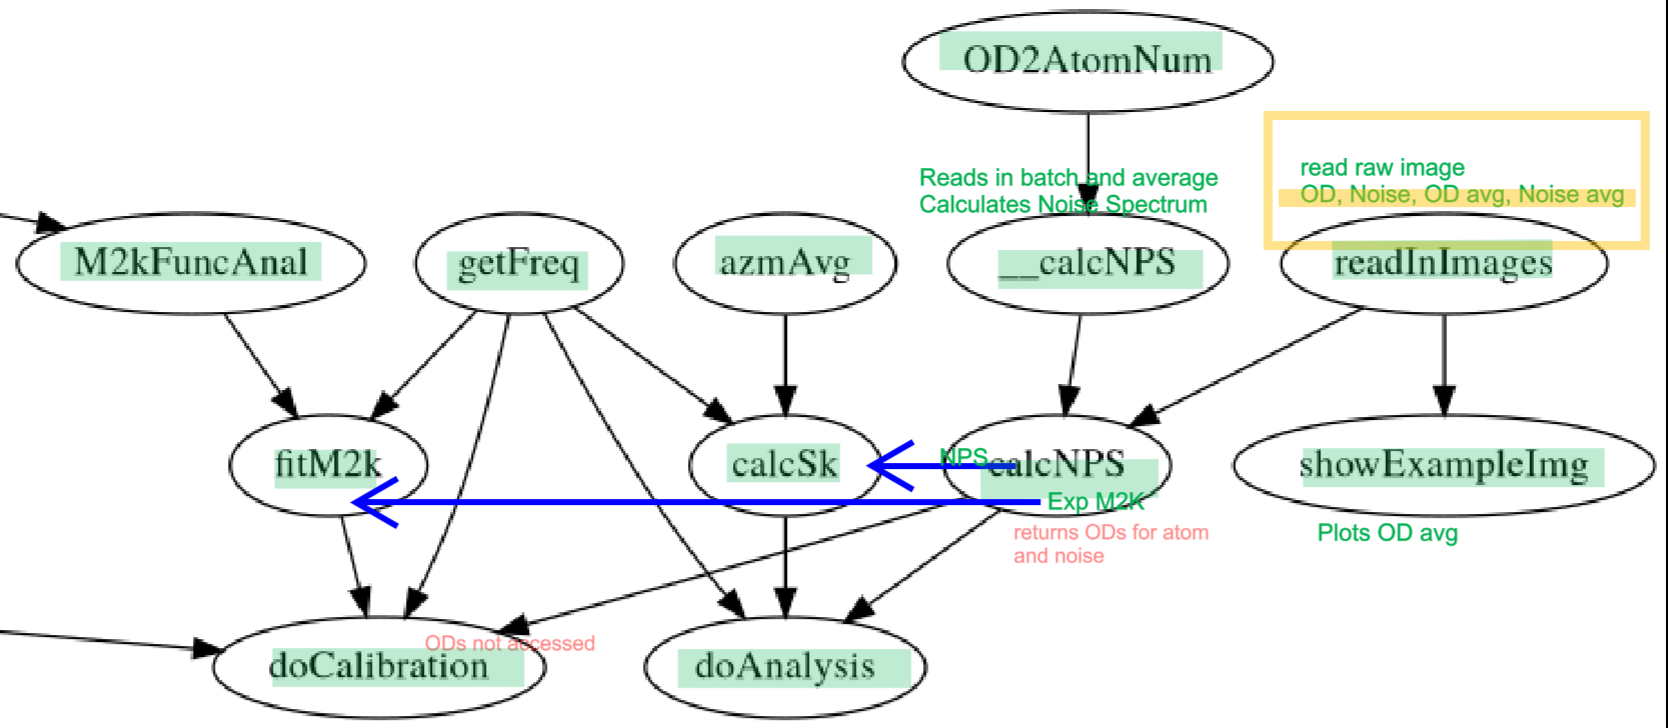 OD2AtomNum
Reads in batch and average
Calculates Noise Spectrum
read raw image
OD, Noise, OD avg, Noise avg
M2kFuncAnal
getFreq
azmAvg
__calcNPS
readInImages
fitM2k
calcSk
NPS
calcNPS
showExampleImg
Exp M2K
returns ODs for atom
and noise
Plots OD avg
ODs not accessed
doCalibration
doAnalysis